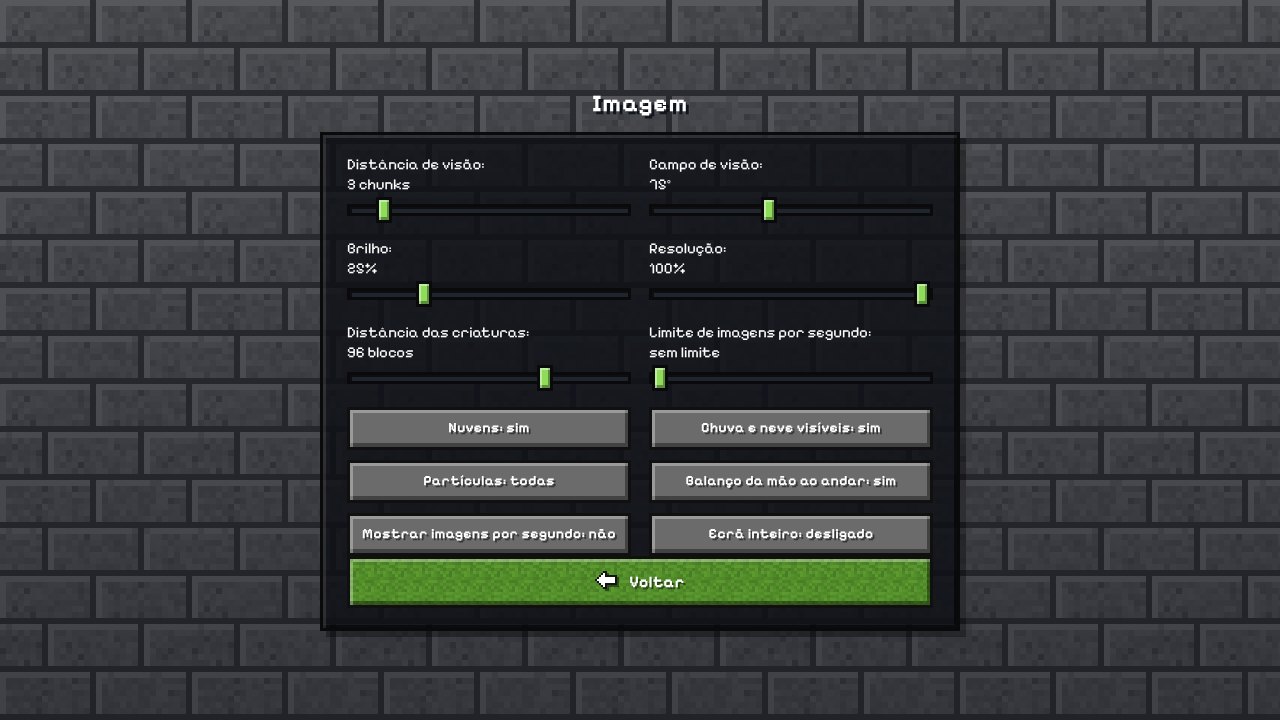 Imagem
Distância de visão:
3 chunks
Campo de visão:
75°
Brilho:
25%
Resolução:
100%
Distância das criaturas:
96 blocos
Limite de imagens por segundo:
sem limite
Nuvens: sim
Chuva e neve visíveis: sim
Partículas: todas
Balanço da mão ao andar: sim
Mostrar imagens por segundo: não
Ecrã inteiro: desligado
Voltar